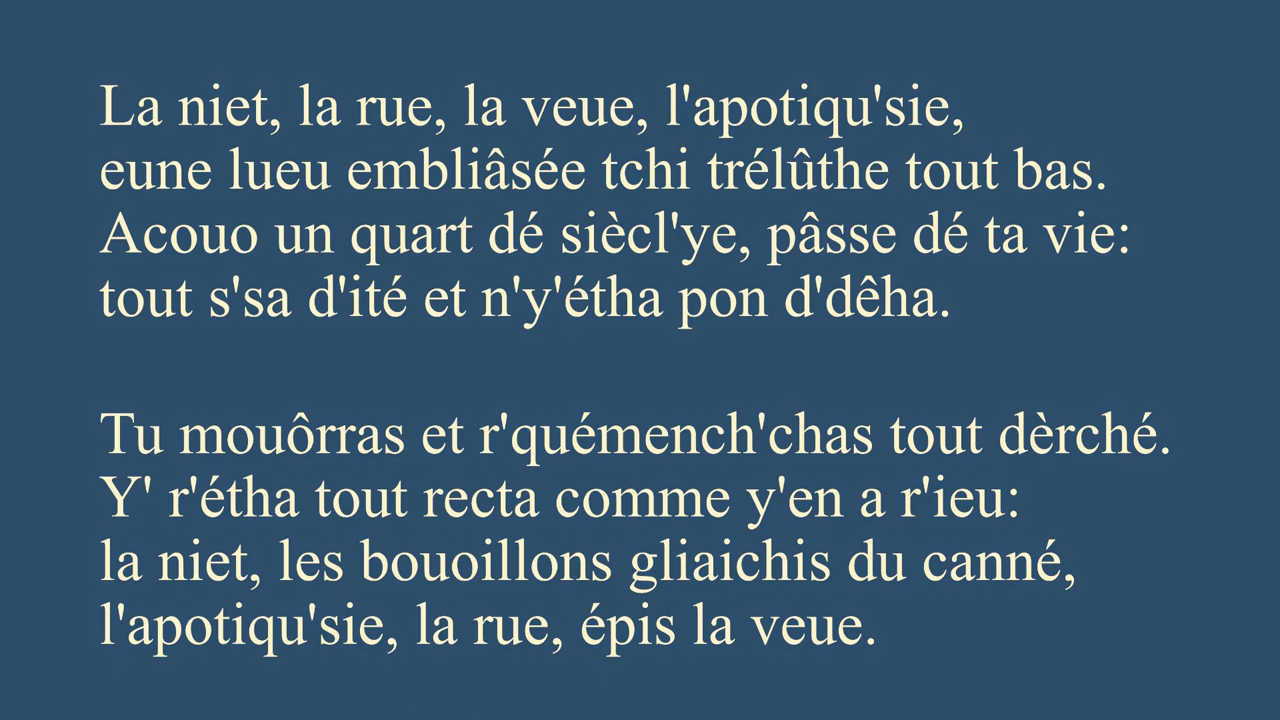 La niet, la rue, la veue, l'apotiqu'sie,
eune lueu embliâsée tchi trélûthe tout bas.
Acouo un quart dé siècl'ye, pâsse dé ta vie:
tout s'sa d'ité et n'y'étha pon d'dêha.
Tu mouôrras et r'quémench'chas tout dèrché.
Y' r'étha tout recta comme y'en a r'ieu:
la niet, les bouoillons gliaichis du canné,
l'apotiqu'sie, la rue, épis la veue.